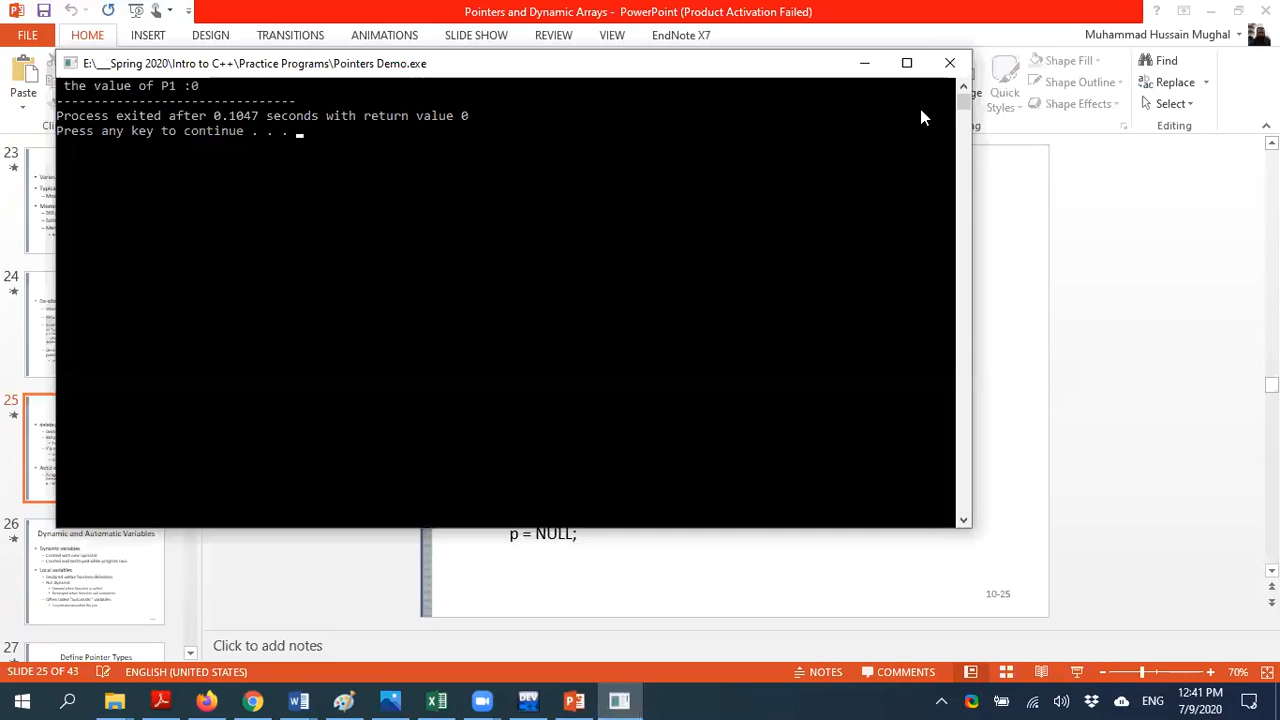 Pointers and Dynamic Arrays - PowerPoint (Product Activation Failed)
FILE HOME INSERT DESIGN TRANSITIONS ANIMATIONS SLIDE SHOW REVIEW VIEW EndNote X7 Muhammad Hussain Mughal
E:\__Spring 2020\Intro to C++\Practice Programs\Pointers Demo.exe
the value of P1 :0
--------------------------------
Process exited after 0.1047 seconds with return value 0
Press any key to continue . . .
Paste
Quick
Styles
Shape Fill
Shape Outline
Shape Effects
Find
Replace
Select
Editing
23
24
25
26
Dynamic and Automatic Variables
Dynamic variables
Local variables
27
Define Pointer Types
p = NULL;
10-25
Click to add notes
SLIDE 25 OF 43 ENGLISH (UNITED STATES) NOTES COMMENTS 70%
ENG 12:41 PM
7/9/2020